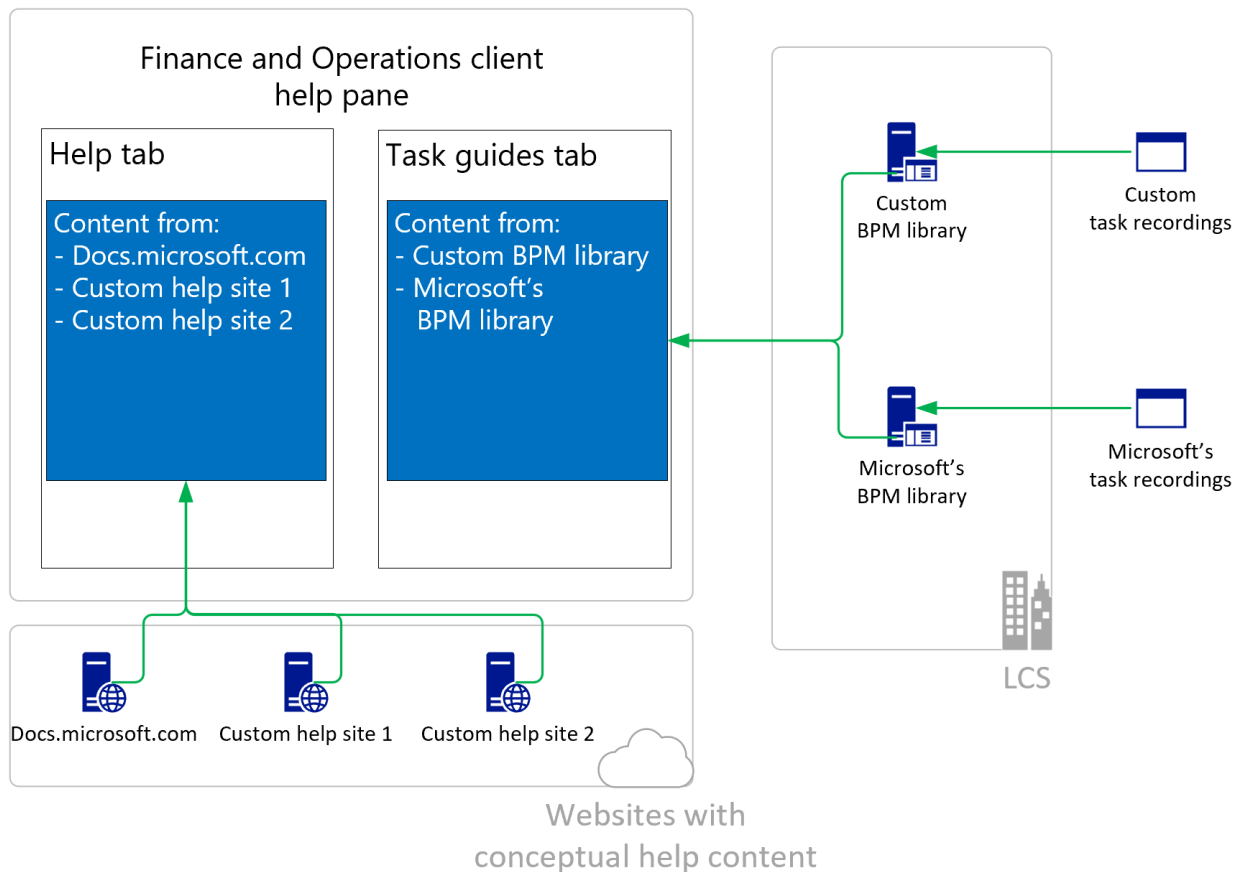 Finance and Operations client
help pane
Help tab
Content from:
- Docs.microsoft.com
- Custom help site 1
- Custom help site 2
Task guides tab
Content from:
- Custom BPM library
- Microsoft’s
BPM library
Custom
BPM library
Custom
task recordings
Microsoft’s
BPM library
Microsoft’s
task recordings
LCS
Docs.microsoft.com
Custom help site 1
Custom help site 2
Websites with
conceptual help content